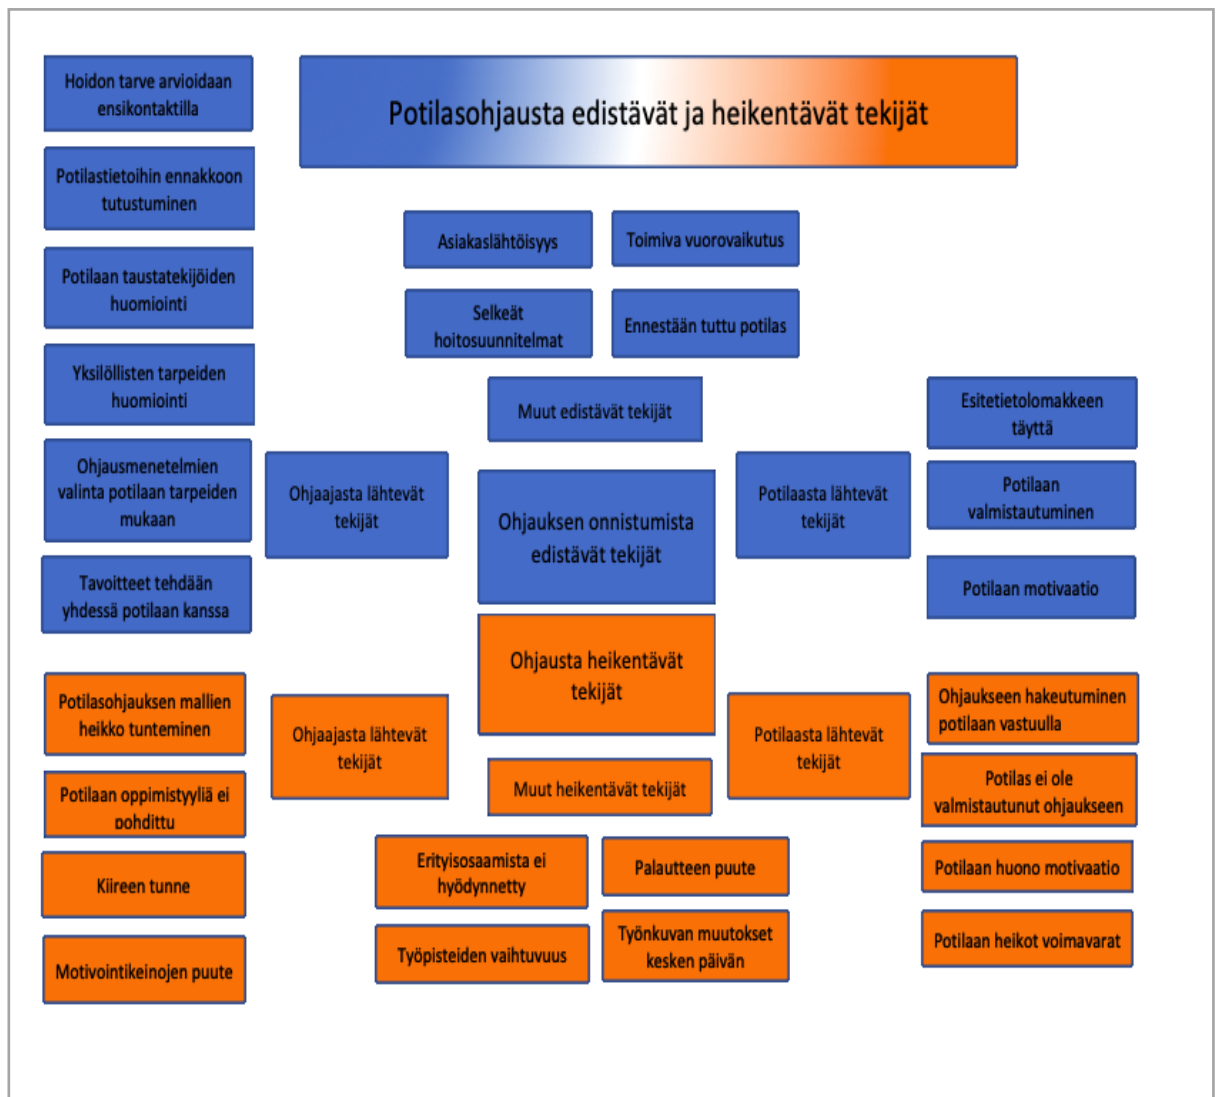 Potilasohjausta edistävät ja heikentävät tekijät
Hoidon tarve arvioidaan
ensikontaktilla
Potilastietoihin ennakkoon
tutustuminen
Potilaan taustatekijöiden
huomiointi
Yksilöllisten tarpeiden
huomiointi
Ohjausmenetelmien
valinta potilaan tarpeiden
mukaan
Tavoitteet tehdään
yhdessä potilaan kanssa
Asiakaslähtöisyys
Toimiva vuorovaikutus
Selkeät
hoitosuunnitelmat
Ennestään tuttu potilas
Muut edistävät tekijät
Ohjaajasta lähtevät
tekijät
Ohjauksen onnistumista
edistävät tekijät
Potilaasta lähtevät
tekijät
Esitetietolomakkeen
täyttä
Potilaan
valmistautuminen
Potilaan motivaatio
Ohjausta heikentävät
tekijät
Potilasohjauksen mallien
heikko tunteminen
Potilaan oppimistyyliä ei
pohdittu
Kiireen tunne
Motivointikeinojen puute
Ohjaajasta lähtevät
tekijät
Muut heikentävät tekijät
Potilaasta lähtevät
tekijät
Erityisosaamista ei
hyödynnetty
Palautteen puute
Työpisteiden vaihtuvuus
Työnkuvan muutokset
kesken päivän
Ohjaukseen hakeutuminen
potilaan vastuulla
Potilas ei ole
valmistautunut ohjaukseen
Potilaan huono motivaatio
Potilaan heikot voimavarat